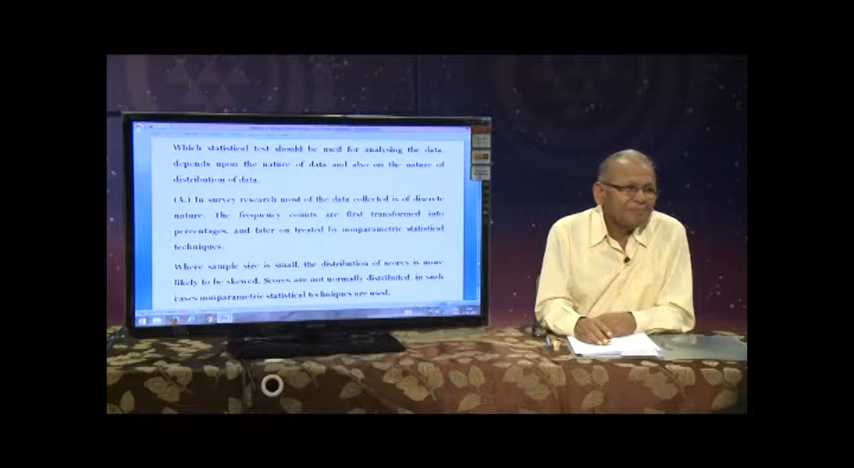 Which statistical test should be used for analysing the data,
depends upon the nature of data and also on the nature of
distribution of data.
(A.) In survey research most of the data collected is of discrete
nature. The frequency counts are first transformed into
percentages, and later on treated by nonparametric statistical
techniques.
Where sample size is small, the distribution of scores is more
likely to be skewed. Scores are not normally distributed, in such
cases nonparametric statistical techniques are used.